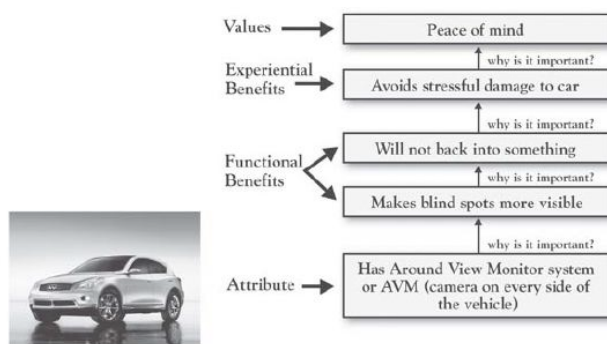 Values
Peace of mind
why is it important?
Experiential
Benefits
Avoids stressful damage to car
why is it important?
Functional
Benefits
Will not back into something
why is it important?
Makes blind spots more visible
why is it important?
Attribute
Has Around View Monitor system
or AVM (camera on every side of
the vehicle)